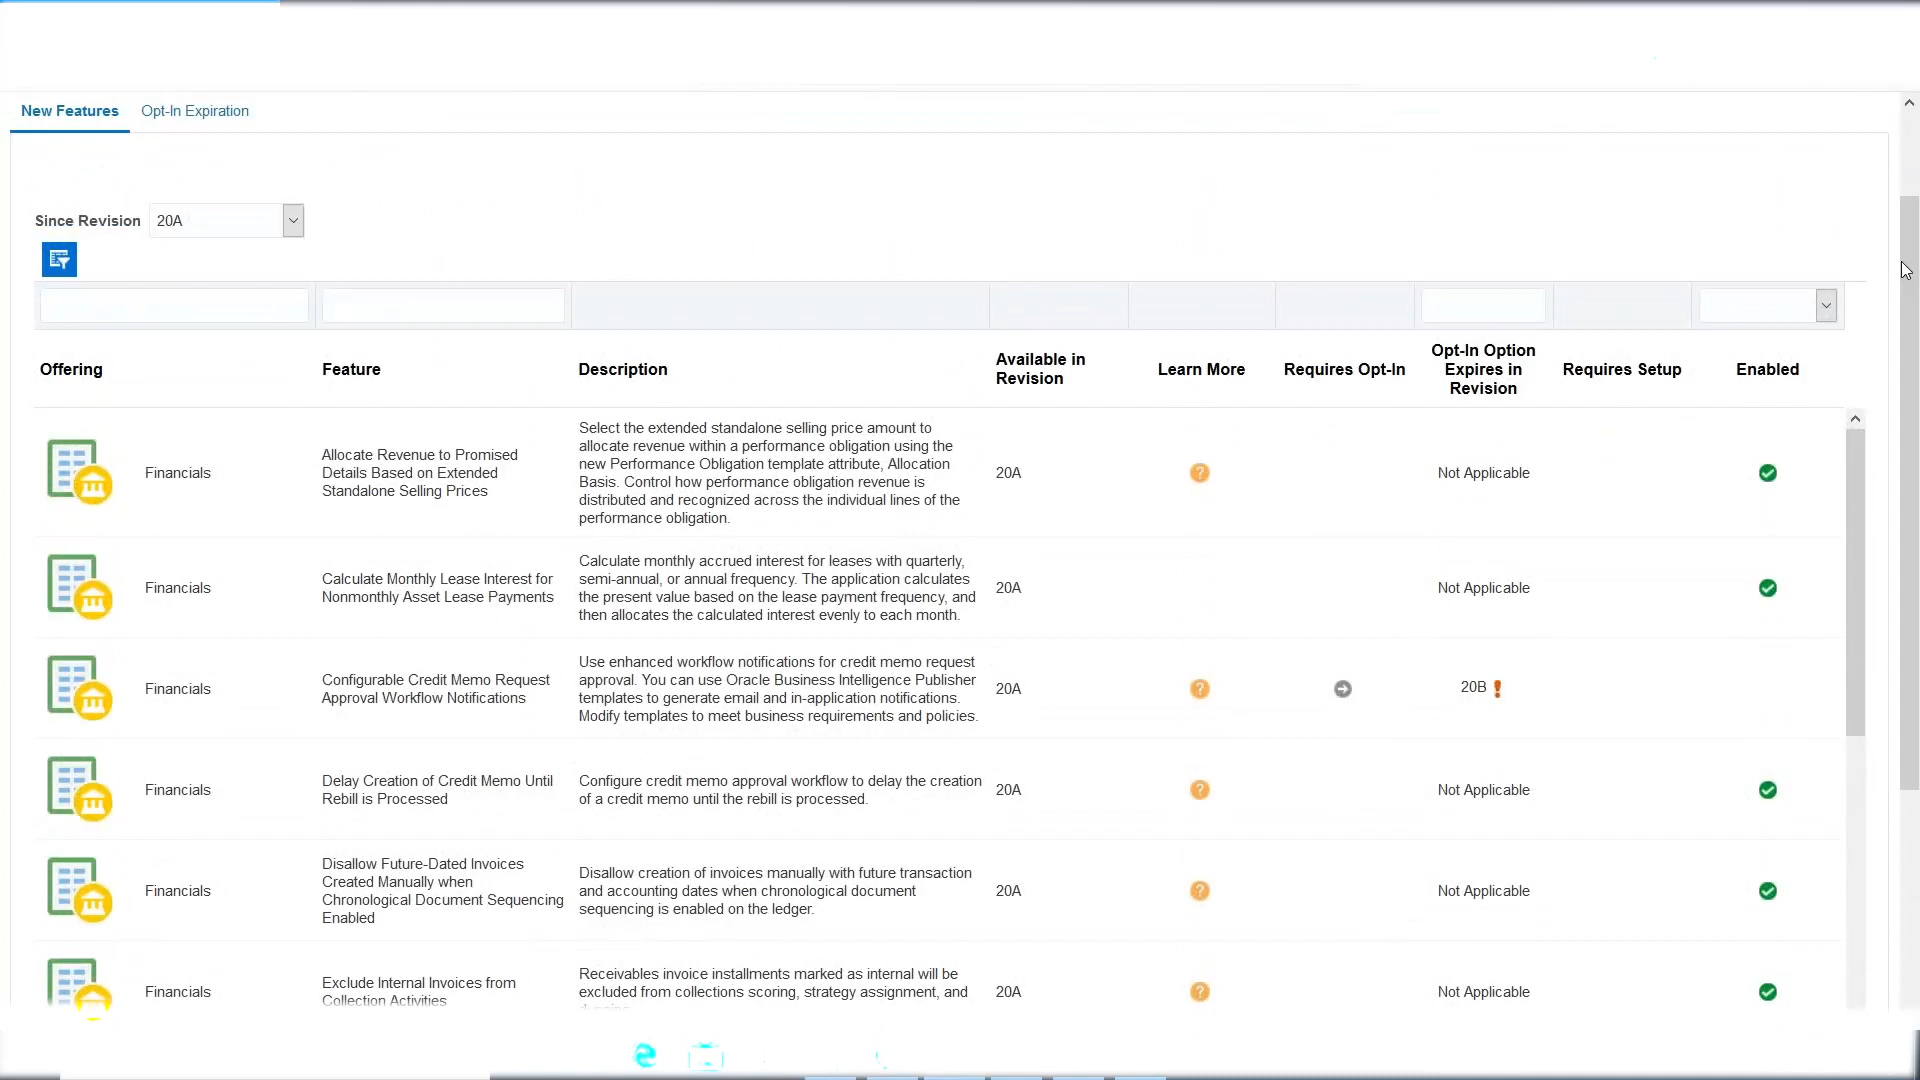 New Features Opt-In Expiration
Since Revision 20A
Offering Feature Description Available in Revision Learn More Requires Opt-In Opt-In Option Expires in Revision Requires Setup Enabled
Financials
Allocate Revenue to Promised
Details Based on Extended
Standalone Selling Prices
Select the extended standalone selling price amount to
allocate revenue within a performance obligation using the
new Performance Obligation template attribute, Allocation
Basis. Control how performance obligation revenue is
distributed and recognized across the individual lines of the
performance obligation.
20A
Not Applicable
Financials
Calculate Monthly Lease Interest for
Nonmonthly Asset Lease Payments
Calculate monthly accrued interest for leases with quarterly,
semi-annual, or annual frequency. The application calculates
the present value based on the lease payment frequency, and
then allocates the calculated interest evenly to each month.
20A
Not Applicable
Financials
Configurable Credit Memo Request
Approval Workflow Notifications
Use enhanced workflow notifications for credit memo request
approval. You can use Oracle Business Intelligence Publisher
templates to generate email and in-application notifications.
Modify templates to meet business requirements and policies.
20A
20B
Financials
Delay Creation of Credit Memo Until
Rebill is Processed
Configure credit memo approval workflow to delay the creation
of a credit memo until the rebill is processed.
20A
Not Applicable
Financials
Disallow Future-Dated Invoices
Created Manually when
Chronological Document Sequencing
Enabled
Disallow creation of invoices manually with future transaction
and accounting dates when chronological document
sequencing is enabled on the ledger.
20A
Not Applicable
Financials
Exclude Internal Invoices from
Collection Activities
Receivables invoice installments marked as internal will be
excluded from collections scoring, strategy assignment, and
20A
Not Applicable